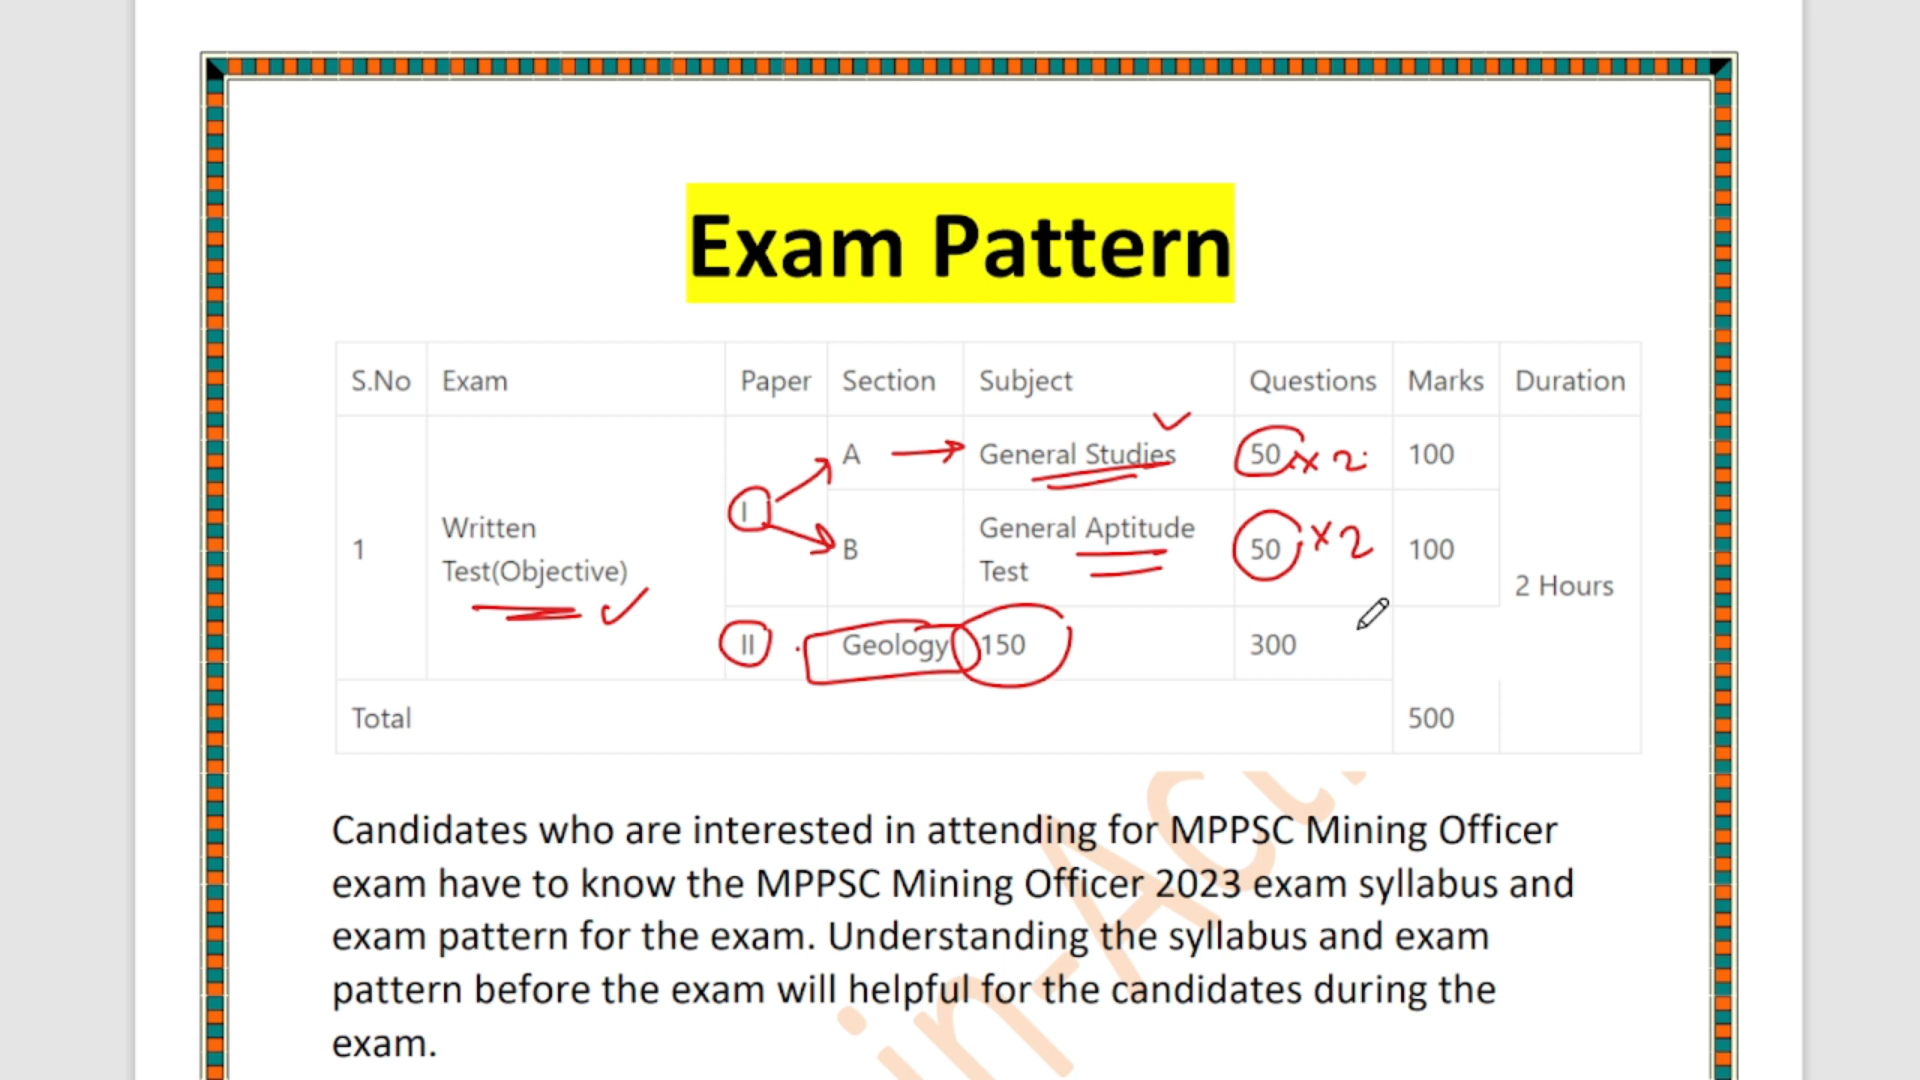 Exam Pattern
S.No Exam Paper Section Subject Questions Marks Duration
A General Studies 50 x 2 100
I
Written
General Aptitude
1 B 50 x 2 100
Test(Objective) Test
2 Hours
II Geology 150 300
Total 500
Candidates who are interested in attending for MPPSC Mining Officer
exam have to know the MPPSC Mining Officer 2023 exam syllabus and
exam pattern for the exam. Understanding the syllabus and exam
pattern before the exam will helpful for the candidates during the
exam.